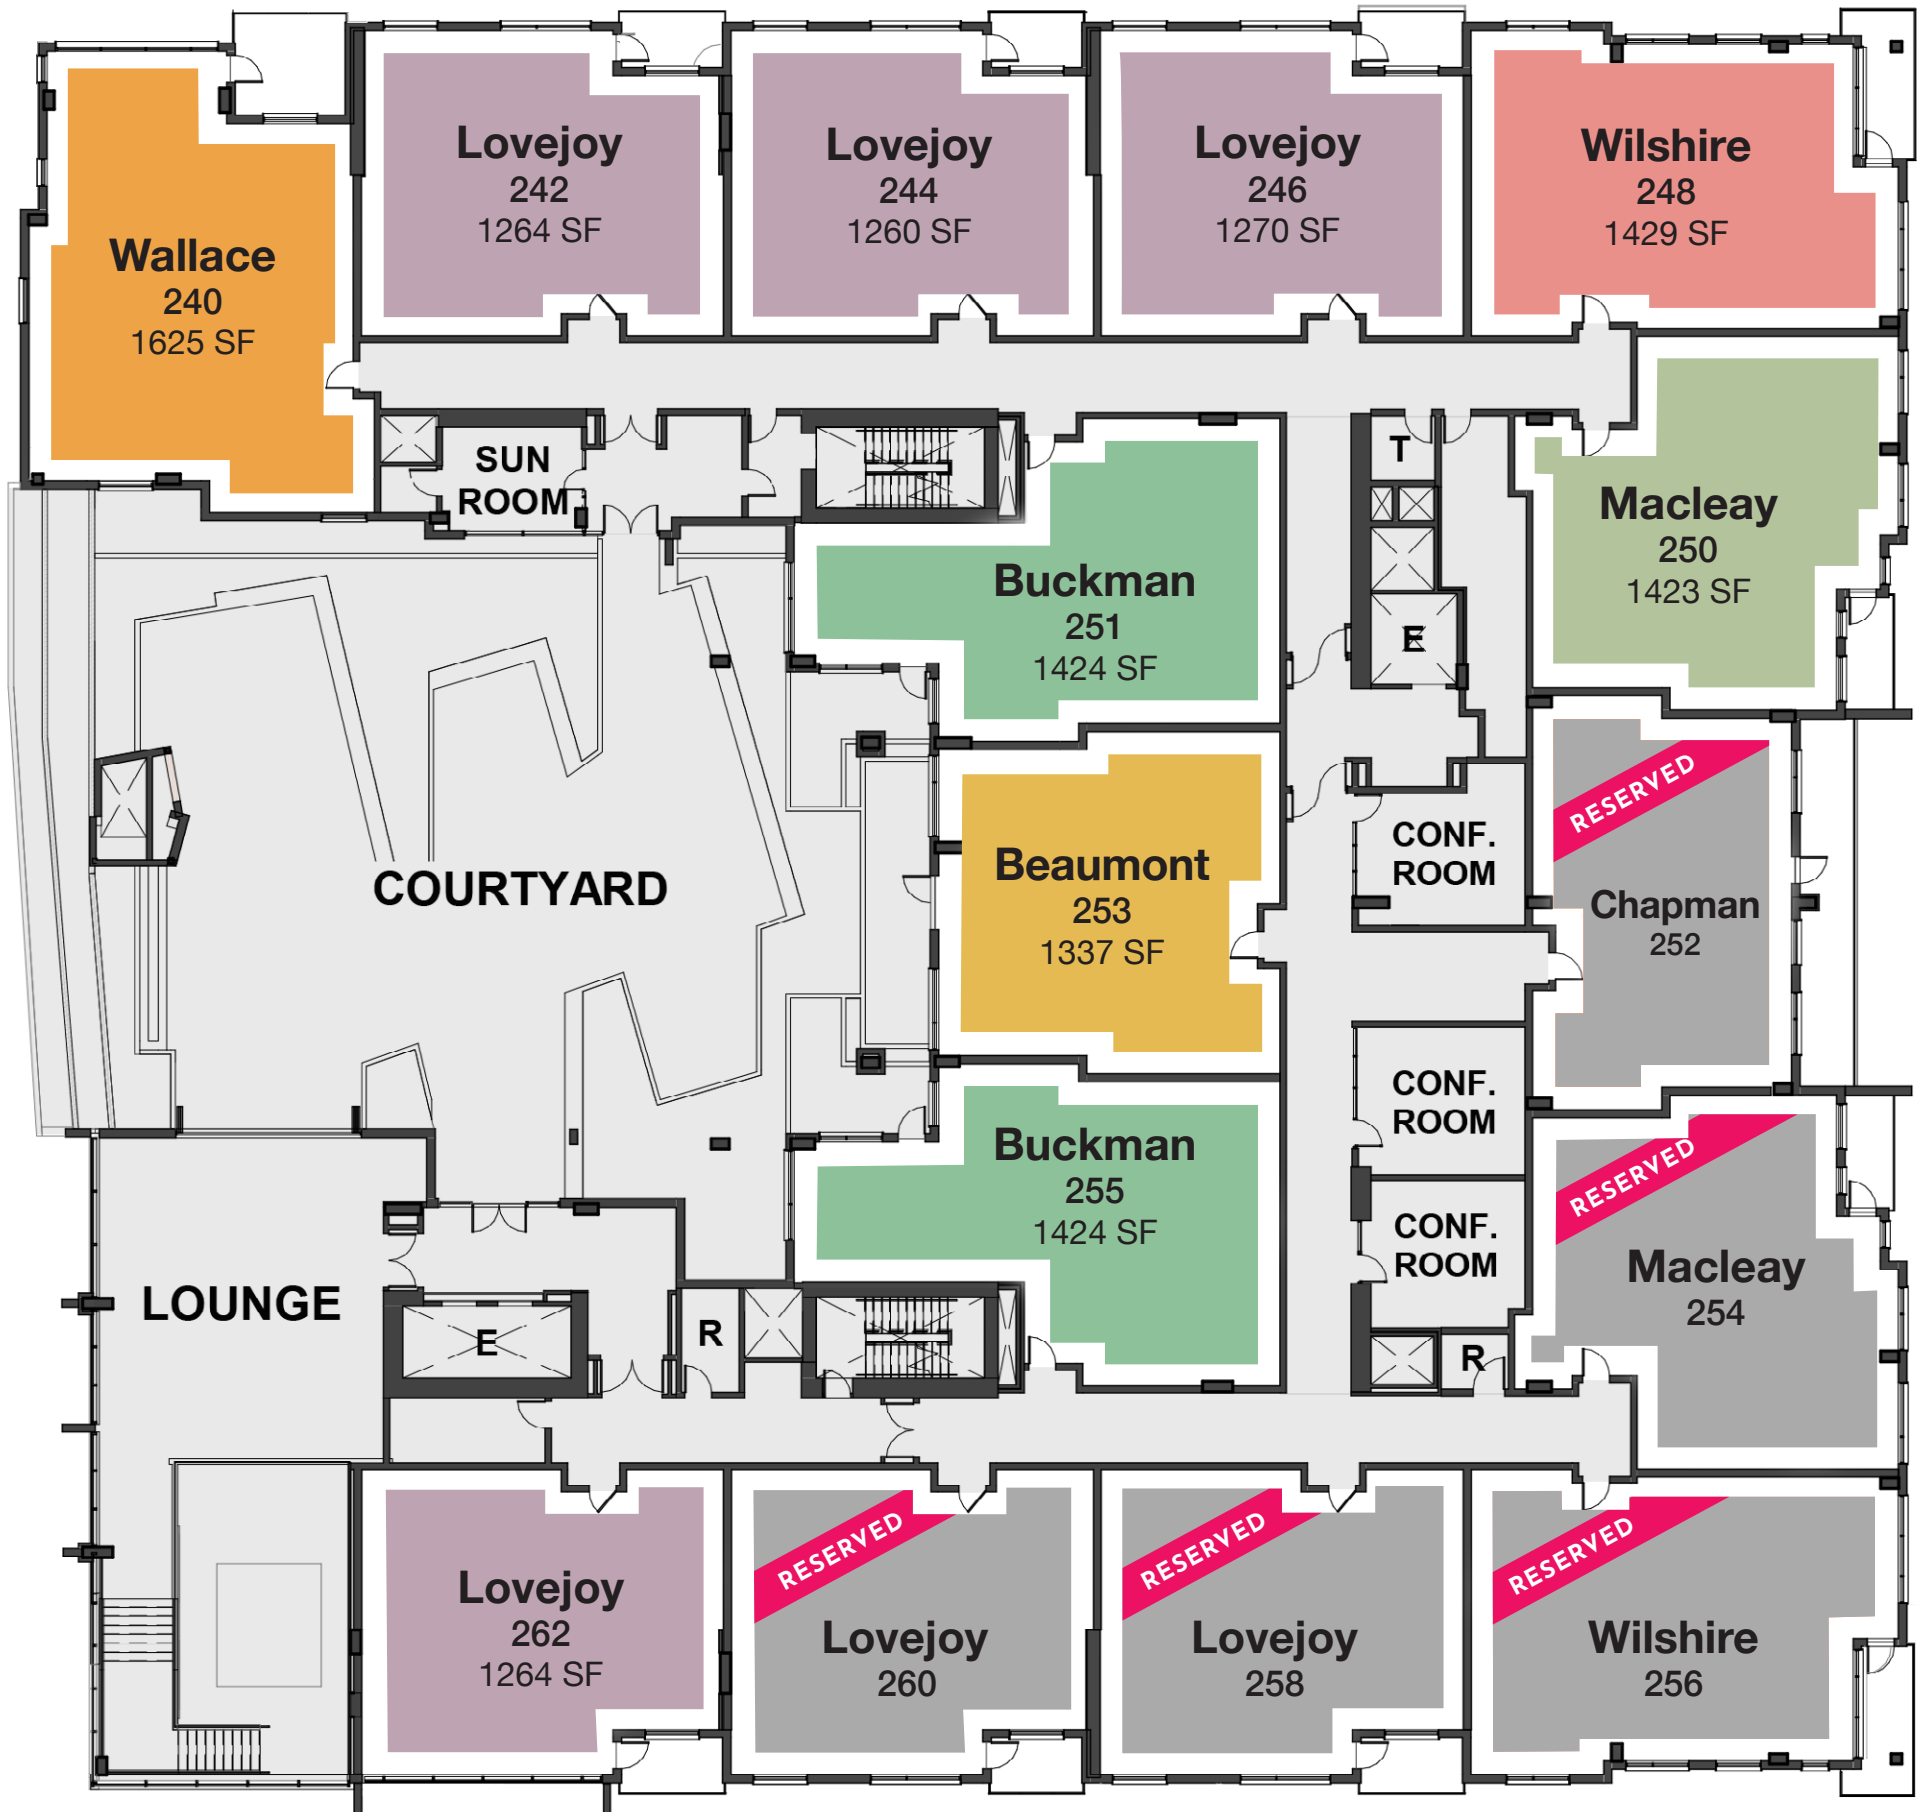 Lovejoy
242
1264 SF
Lovejoy
244
1260 SF
Lovejoy
246
1270 SF
Wilshire
248
1429 SF
Wallace
240
1625 SF
SUN
ROOM
T
Macleay
250
1423 SF
Buckman
251
1424 SF
E
RESERVED
Chapman
252
CONF.
ROOM
Beaumont
253
1337 SF
COURTYARD
CONF.
ROOM
Buckman
255
1424 SF
RESERVED
Macleay
254
CONF.
ROOM
LOUNGE
E
R
R
Lovejoy
262
1264 SF
RESERVED
Lovejoy
260
RESERVED
Lovejoy
258
RESERVED
Wilshire
256